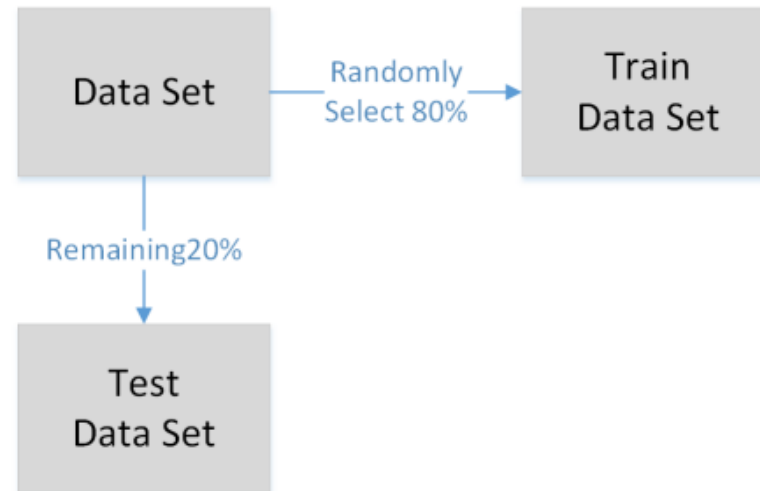 Data Set
Randomly
Select 80%
Train
Data Set
Remaining20%
Test
Data Set